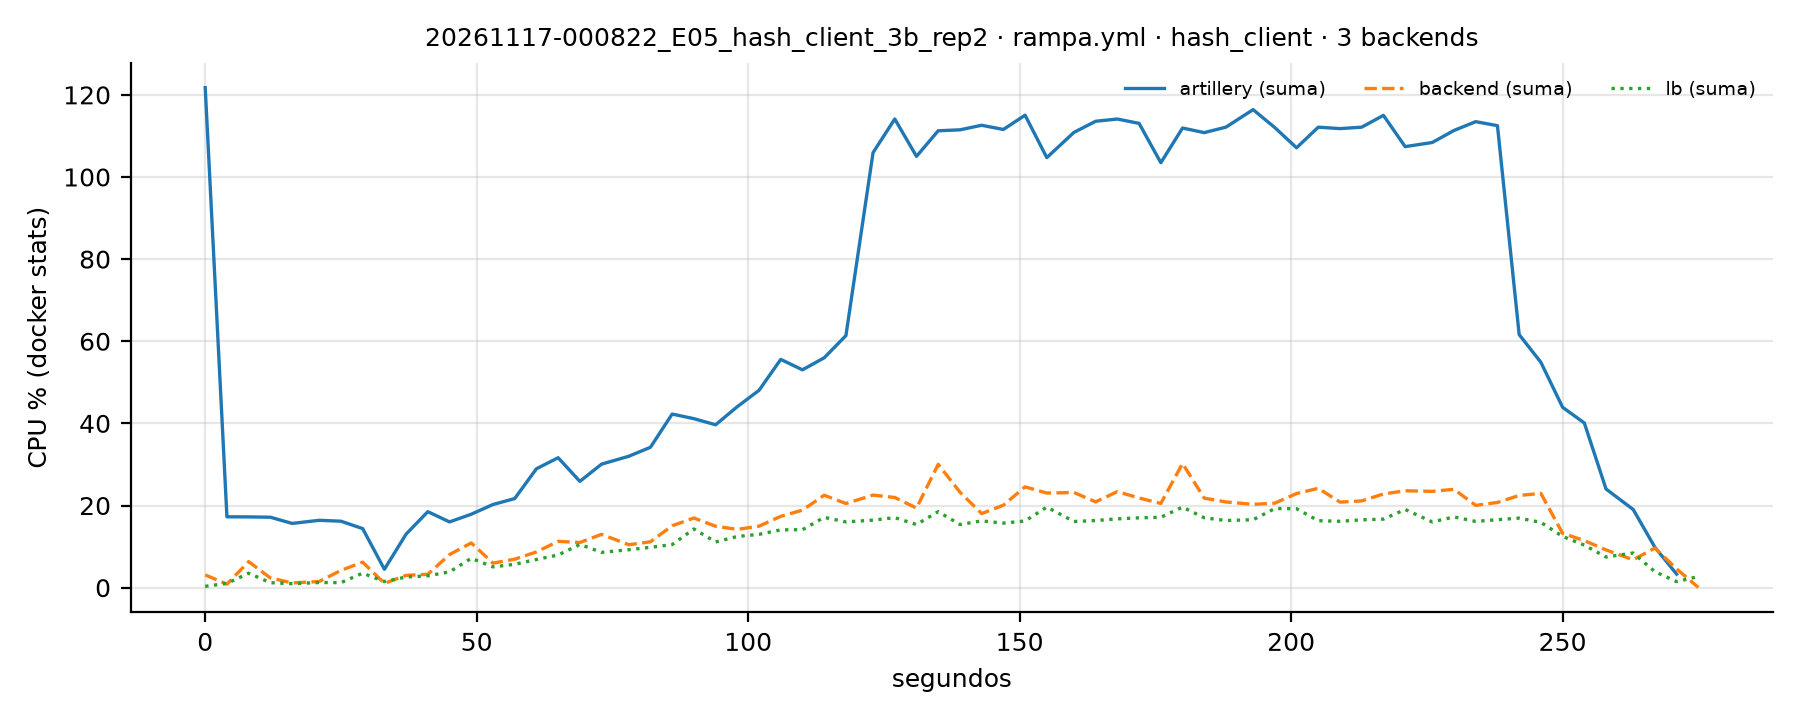 20261117-000822_E05_hash_client_3b_rep2 · rampa.yml · hash_client · 3 backends
artillery (suma) backend (suma) lb (suma)
CPU % (docker stats)
120
100
80
60
40
20
0
0 50 100 150 200 250
segundos